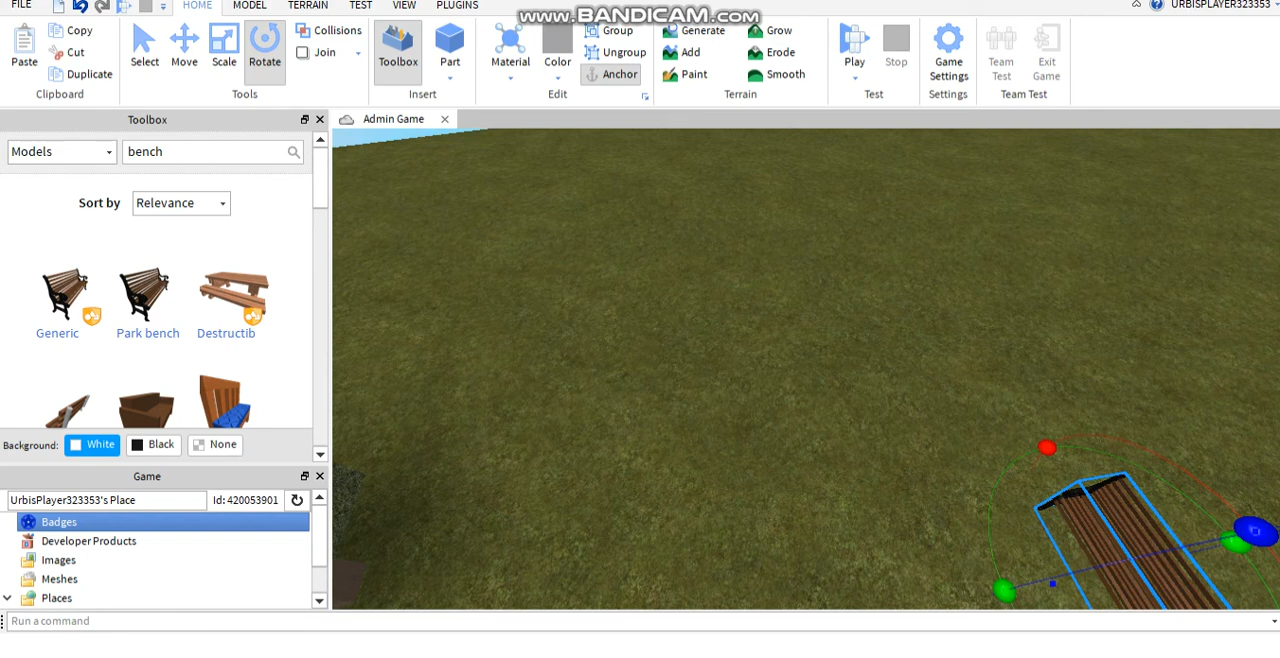 FILE HOME MODEL TERRAIN TEST VIEW PLUGINS
www.BANDICAM.com
URBISPLAYER323353
Paste
Copy
Cut
Duplicate
Clipboard
Select
Move
Scale
Rotate
Collisions
Join
Tools
Toolbox
Part
Insert
Material
Color
Group
Ungroup
Anchor
Edit
Generate
Add
Paint
Grow
Erode
Smooth
Terrain
Play
Stop
Test
Game
Settings
Settings
Team
Test
Exit
Game
Team Test
Toolbox
Admin Game
Models
bench
Sort by
Relevance
Generic
Park bench
Destructib
Background:
White
Black
None
Game
UrbisPlayer323353's Place
Id: 420053901
Badges
Developer Products
Images
Meshes
Places
Run a command